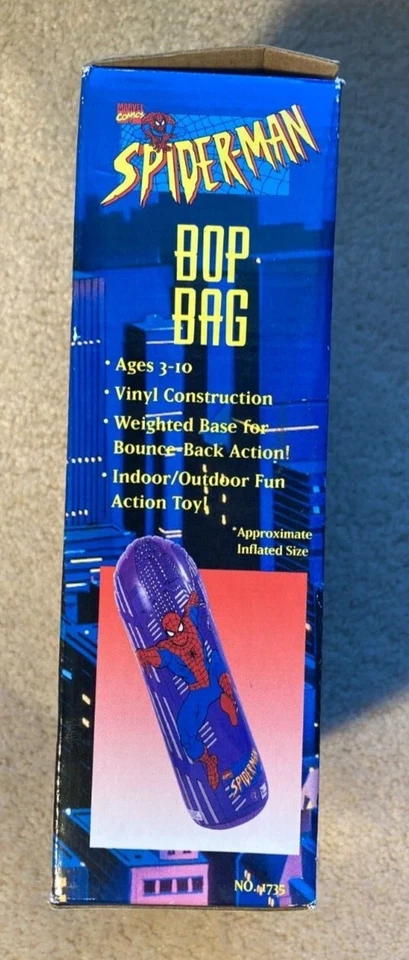 MARVEL
COMICS
SPIDER-MAN
BOP
BAG
• Ages 3-10
• Vinyl Construction
• Weighted Base for
Bounce-Back Action!
• Indoor/Outdoor Fun
Action Toy!
*Approximate
Inflated Size
SPIDER-MAN
NO. 1735